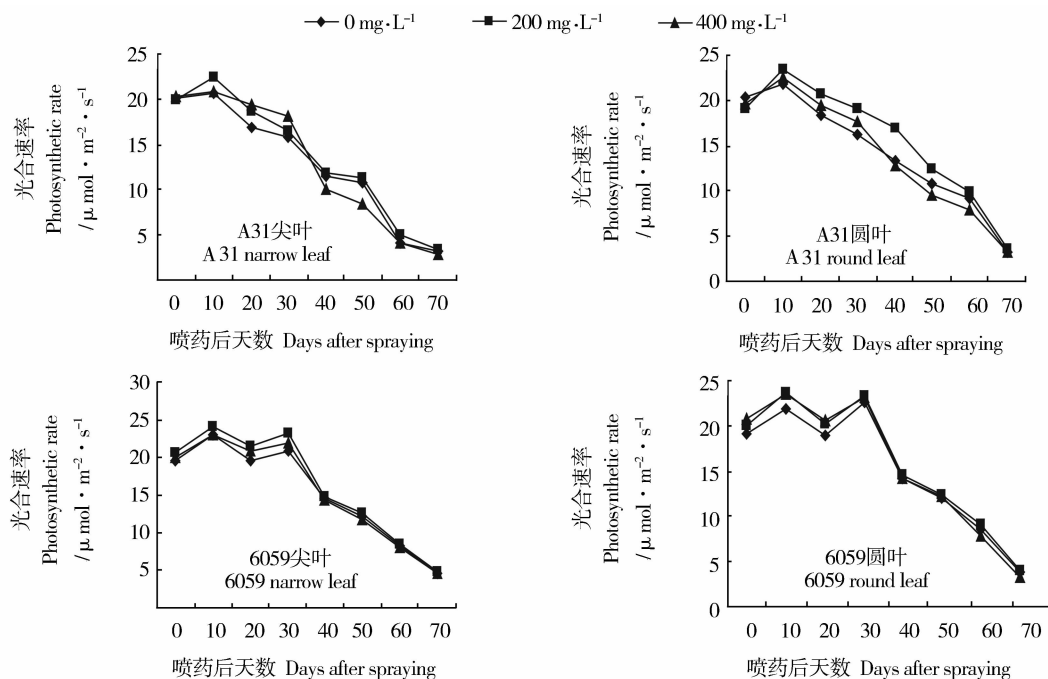 0 mg·L⁻¹ 200 mg·L⁻¹ 400 mg·L⁻¹
光合速率
Photosynthetic rate
/μmol·m⁻²·s⁻¹
25
20
15
10
5
A31尖叶
A 31 narrow leaf
0 10 20 30 40 50 60 70
喷药后天数 Days after spraying
光合速率
Photosynthetic rate
/μmol·m⁻²·s⁻¹
25
20
15
10
5
0
A31圆叶
A 31 round leaf
0 10 20 30 40 50 60 70
喷药后天数 Days after spraying
光合速率
Photosynthetic rate
/μmol·m⁻²·s⁻¹
30
25
20
15
10
5
6059尖叶
6059 narrow leaf
0 10 20 30 40 50 60 70
喷药后天数 Days after spraying
光合速率
Photosynthetic rate
/μmol·m⁻²·s⁻¹
25
20
15
10
5
0
6059圆叶
6059 round leaf
0 10 20 30 40 50 60 70
喷药后天数 Days after spraying